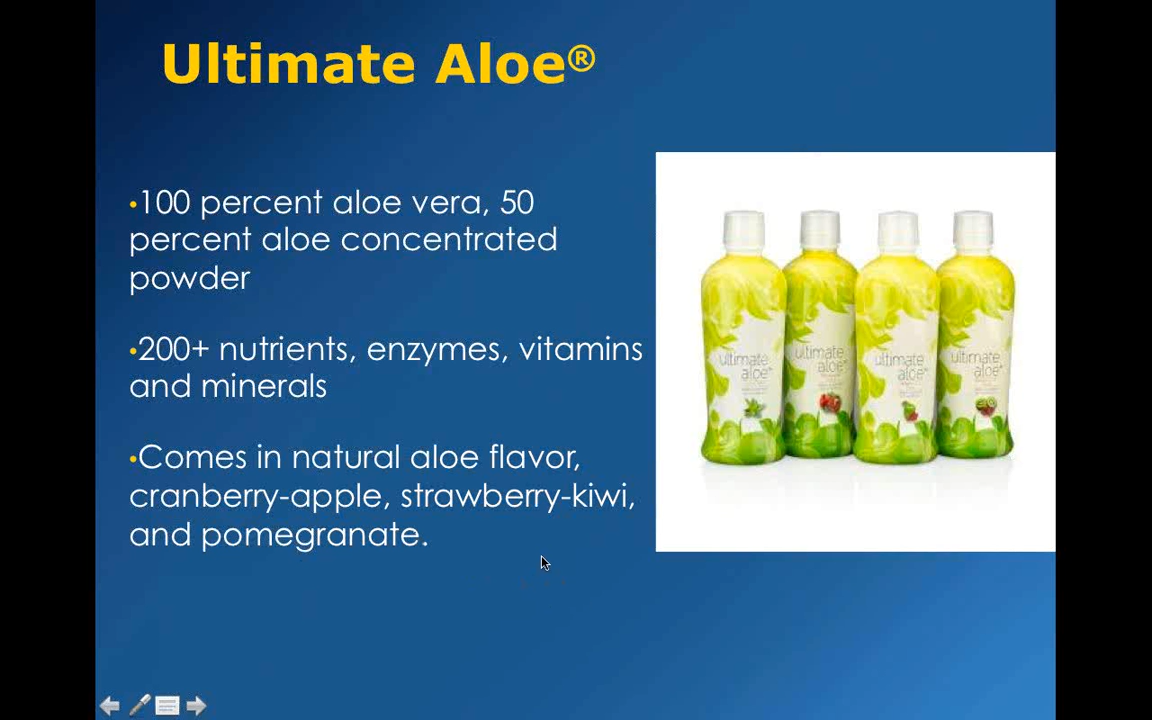 Ultimate Aloe®
•100 percent aloe vera, 50
percent aloe concentrated
powder
•200+ nutrients, enzymes, vitamins
and minerals
•Comes in natural aloe flavor,
cranberry-apple, strawberry-kiwi,
and pomegranate.
ultimate
aloe
ultimate
aloe
ultimate
aloe
ultimate
aloe